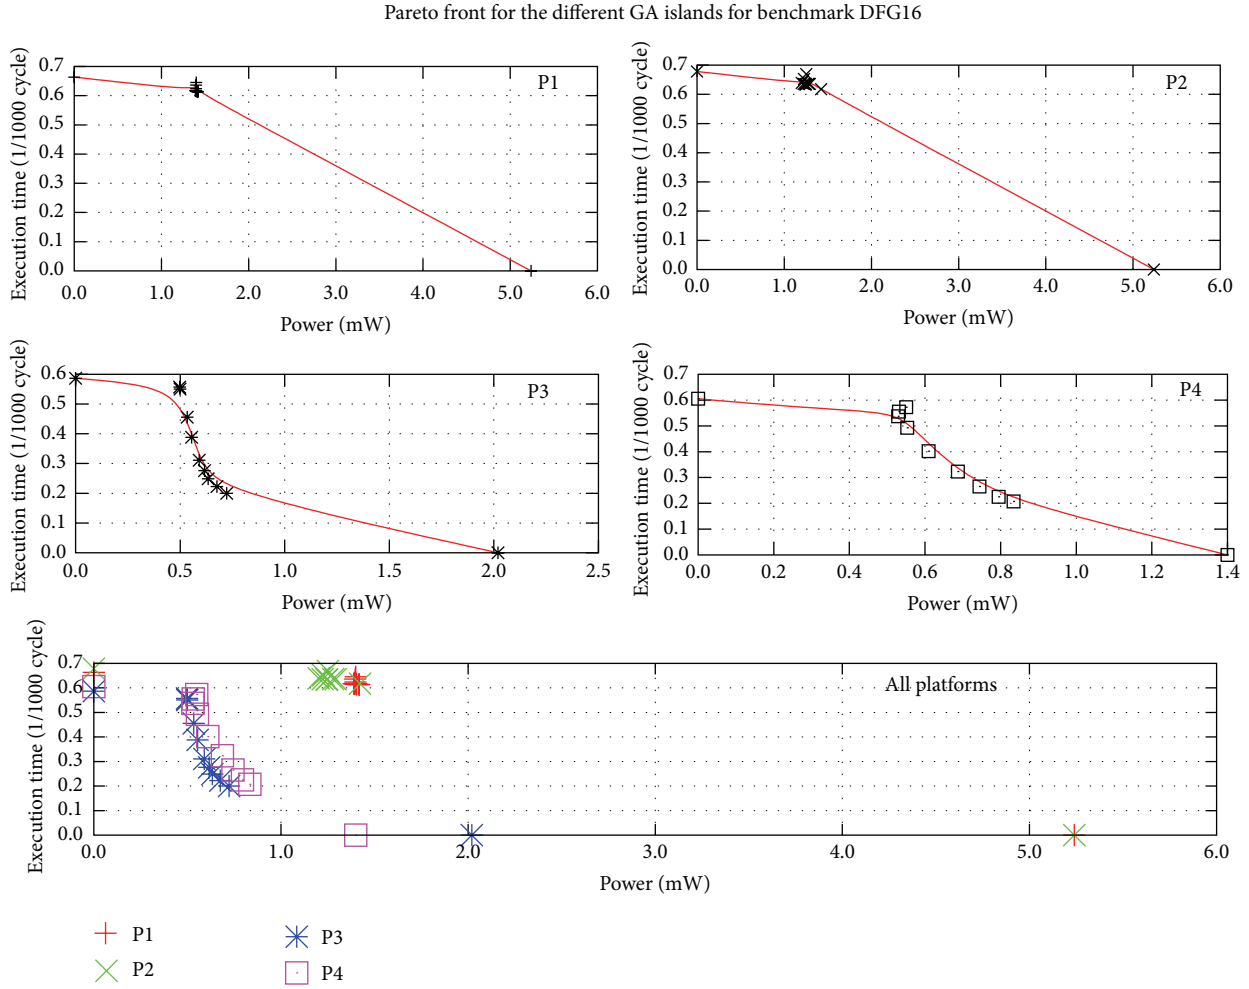 Pareto front for the different GA islands for benchmark DFG16
Execution time (1/1000 cycle)
0.7
0.6
0.5
0.4
0.3
0.2
0.1
0.0
P1
0.0 1.0 2.0 3.0 4.0 5.0 6.0
Power (mW)
Execution time (1/1000 cycle)
0.7
0.6
0.5
0.4
0.3
0.2
0.1
0.0
P2
0.0 1.0 2.0 3.0 4.0 5.0 6.0
Power (mW)
Execution time (1/1000 cycle)
0.6
0.5
0.4
0.3
0.2
0.1
0.0
P3
0.0 0.5 1.0 1.5 2.0 2.5
Power (mW)
Execution time (1/1000 cycle)
0.7
0.6
0.5
0.4
0.3
0.2
0.1
0.0
P4
0.0 0.2 0.4 0.6 0.8 1.0 1.2 1.4
Power (mW)
Execution time (1/1000 cycle)
0.7
0.6
0.5
0.4
0.3
0.2
0.1
0.0
All platforms
0.0 1.0 2.0 3.0 4.0 5.0 6.0
Power (mW)
P1
P2
P3
P4